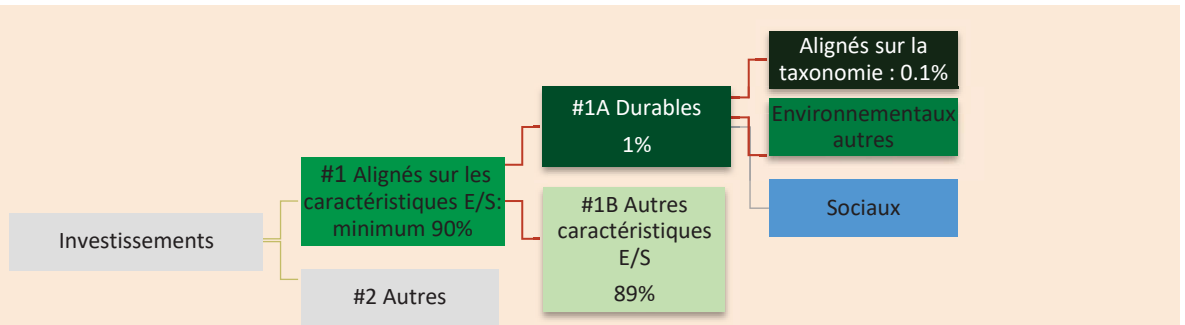 Investissements
#1 Alignés sur les
caractéristiques E/S:
minimum 90%
#2 Autres
#1A Durables
1%
#1B Autres
caractéristiques
E/S
89%
Alignés sur la
taxonomie : 0.1%
Environnementaux
autres
Sociaux